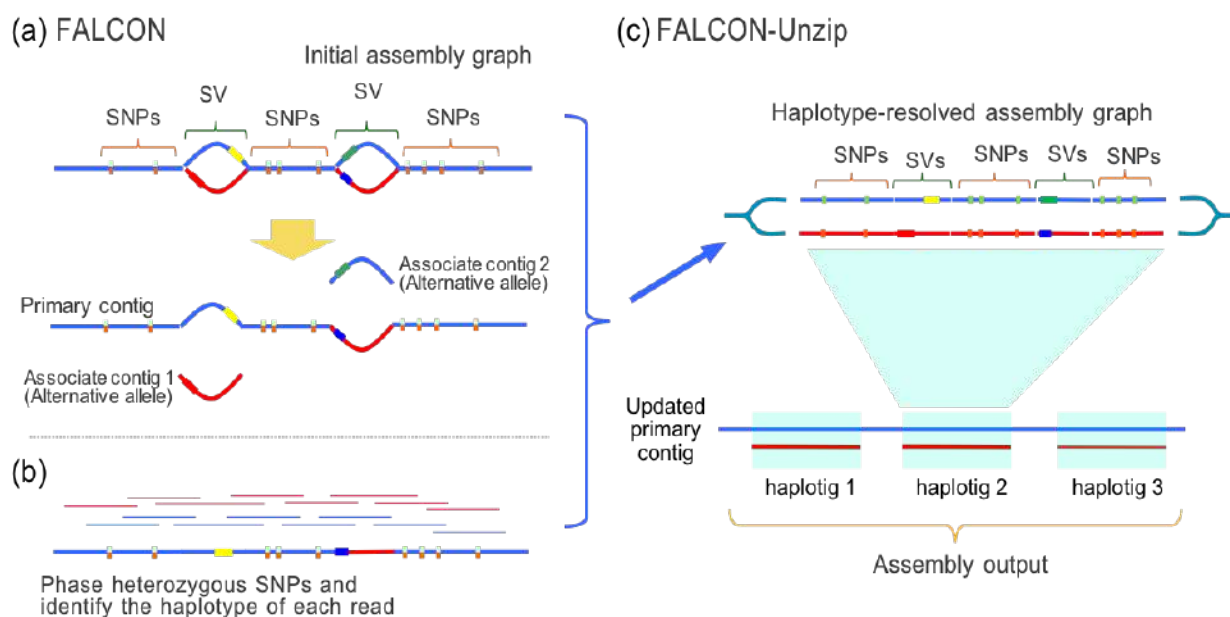 (a) FALCON
Initial assembly graph
SV
SV
SNPs
SNPs
SNPs
Associate contig 2
(Alternative allele)
Primary contig
Associate contig 1
(Alternative allele)
(b)
Phase heterozygous SNPs and
identify the haplotype of each read
(c) FALCON-Unzip
Haplotype-resolved assembly graph
SNPs
SVs
SNPs
SVs
SNPs
Updated
primary
contig
haplotig 1
haplotig 2
haplotig 3
Assembly output